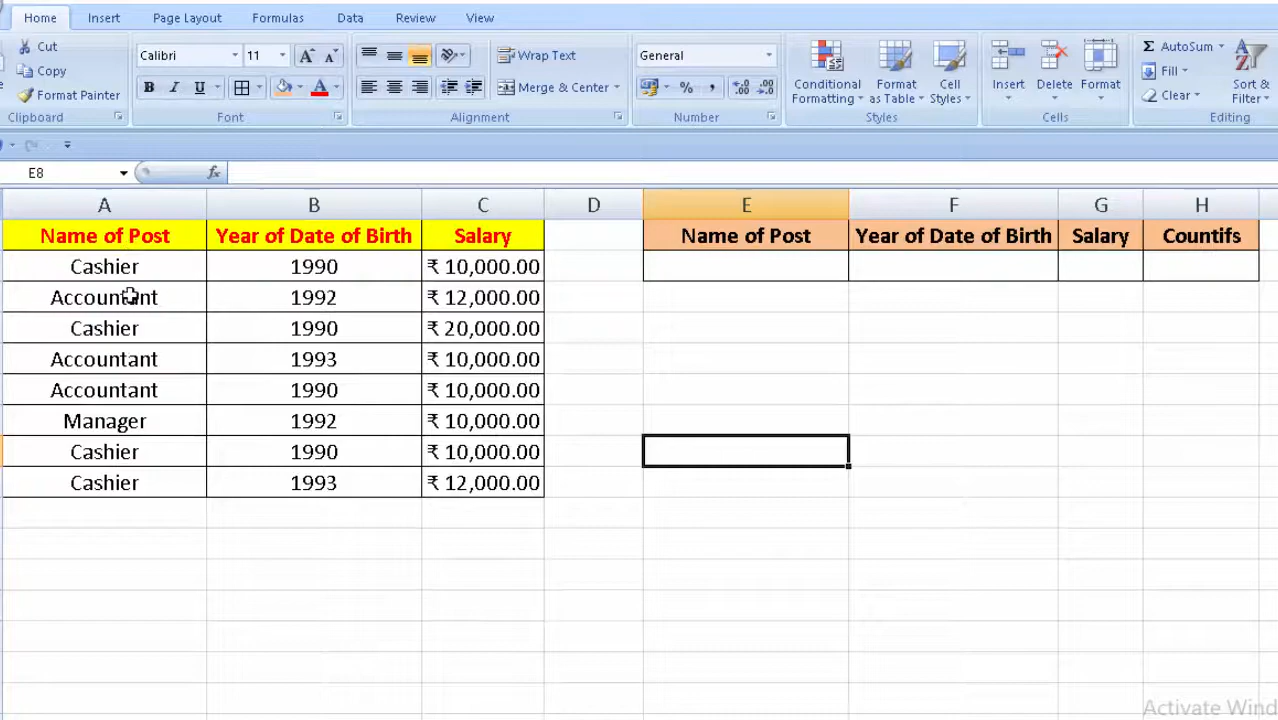 Home Insert Page Layout Formulas Data Review View
Cut
Copy
Format Painter
Clipboard
Calibri 11 A A
B I U A
Font
Wrap Text
Merge & Center
Alignment
General
% ,
Number
Conditional Formatting
Format as Table
Cell Styles
Styles
Insert Delete Format
Cells
Σ AutoSum
Fill
Clear
Sort & Filter
Editing
E8 fx
A B C D E F G H
Name of Post Year of Date of Birth Salary Name of Post Year of Date of Birth Salary Countifs
Cashier 1990 ₹ 10,000.00
Accountant 1992 ₹ 12,000.00
Cashier 1990 ₹ 20,000.00
Accountant 1993 ₹ 10,000.00
Accountant 1990 ₹ 10,000.00
Manager 1992 ₹ 10,000.00
Cashier 1990 ₹ 10,000.00
Cashier 1993 ₹ 12,000.00
Activate Wind